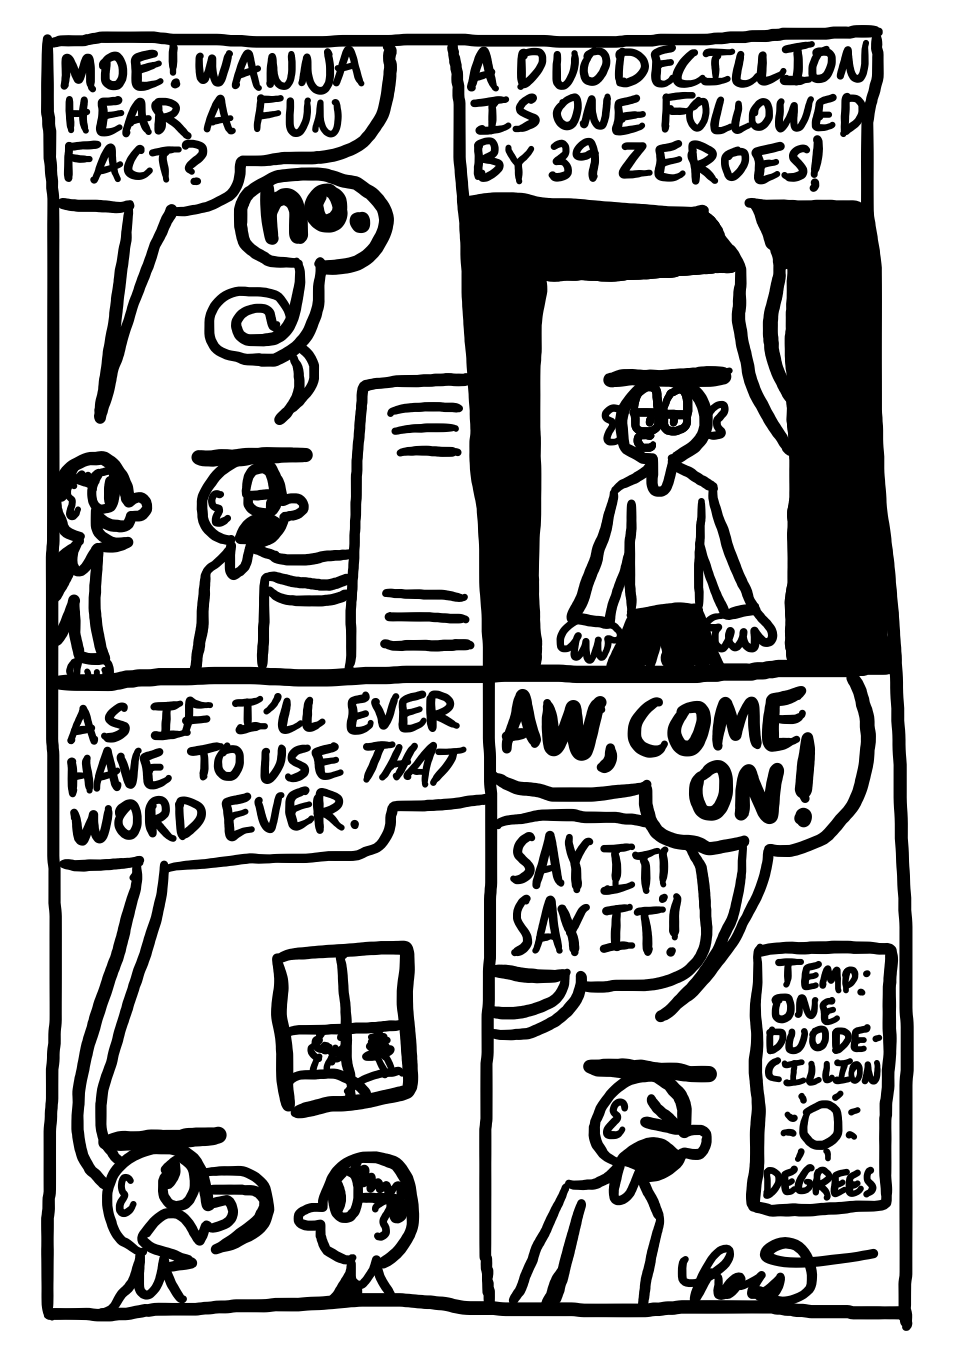 MOE! WANNA
HEAR A FUN
FACT?
no.
A DUODECILLION
IS ONE FOLLOWED
BY 39 ZEROES!
AS IF I'LL EVER
HAVE TO USE THAT
WORD EVER.
AW, COME
ON!
SAY IT!
SAY IT!
TEMP:
ONE
DUODE-
CILLION
DEGREES